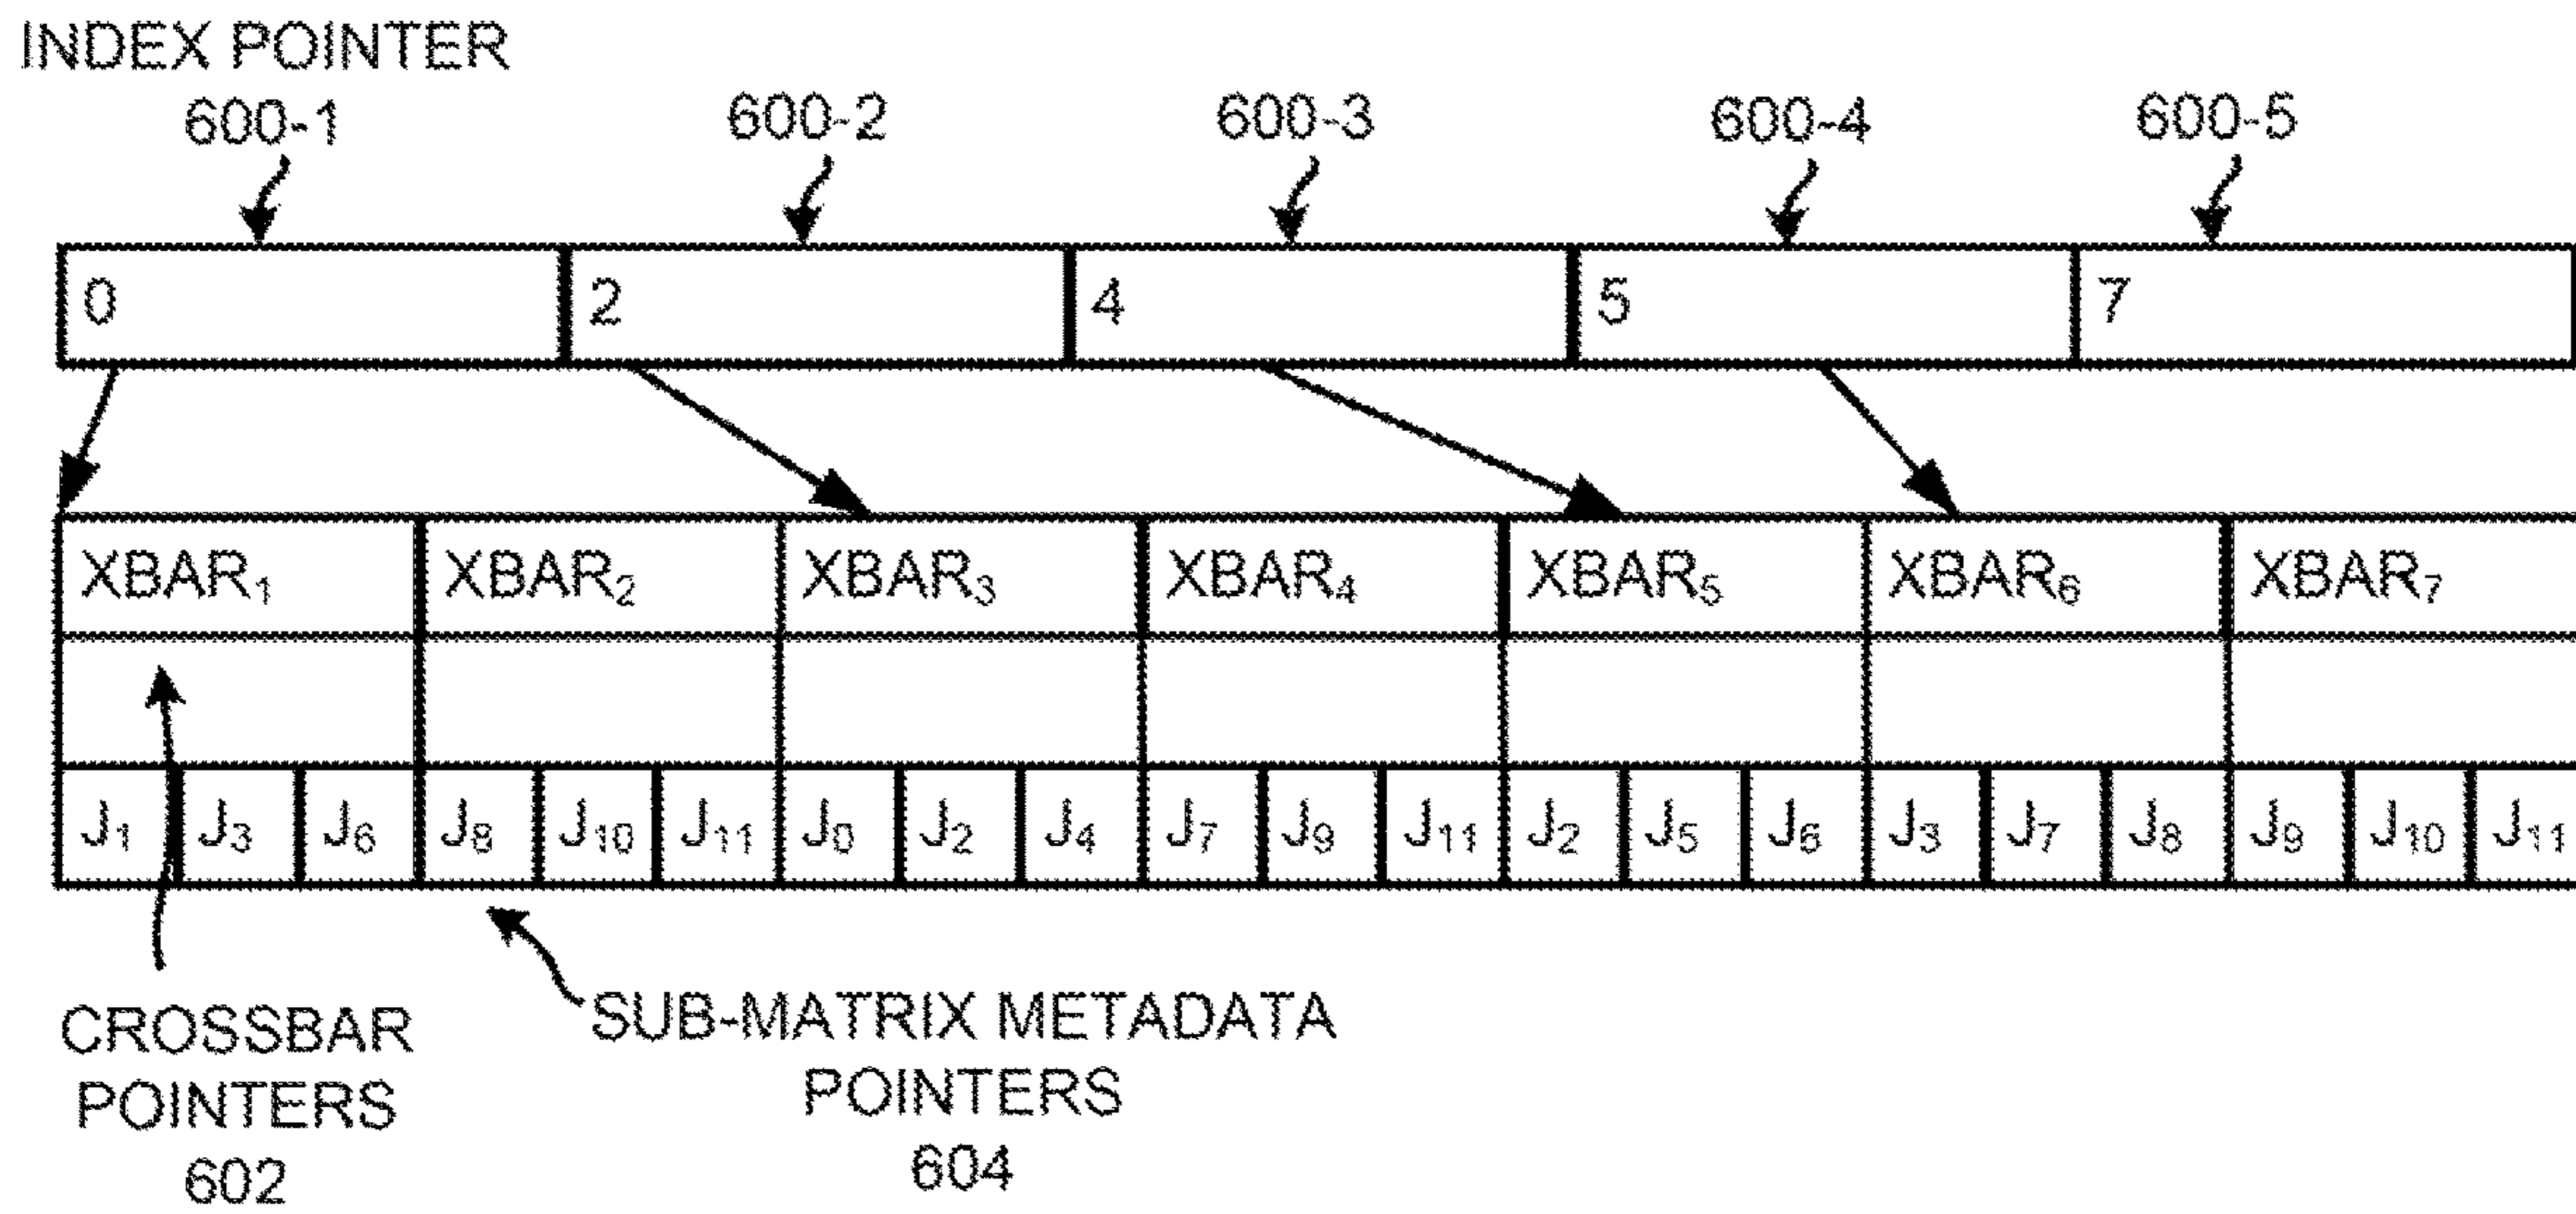 INDEX POINTER
600-1 600-2 600-3 600-4 600-5
0 2 4 5 7
XBAR₁ XBAR₂ XBAR₃ XBAR₄ XBAR₅ XBAR₆ XBAR₇
J₁ J₃ J₆ J₈ J₁₀ J₁₁ J₀ J₂ J₄ J₇ J₉ J₁₁ J₂ J₅ J₆ J₃ J₇ J₈ J₉ J₁₀ J₁₁
CROSSBAR
POINTERS
602
SUB-MATRIX METADATA
POINTERS
604